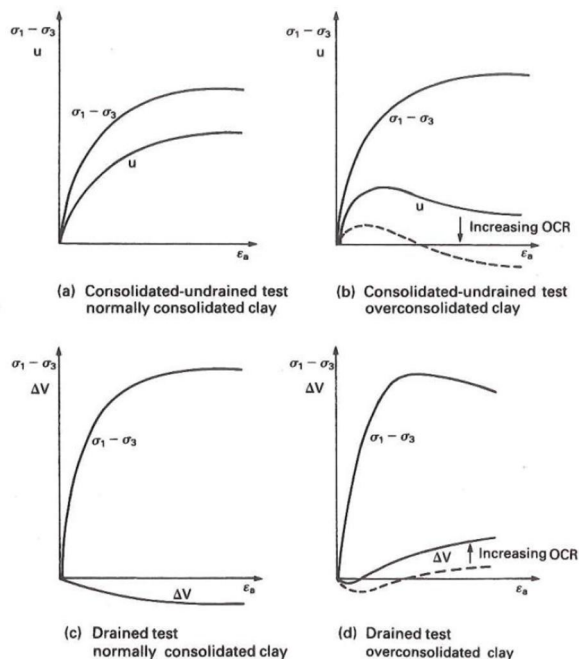 σ₁ − σ₃
u
σ₁ − σ₃
u
εₐ
(a) Consolidated-undrained test
normally consolidated clay
σ₁ − σ₃
u
σ₁ − σ₃
u
Increasing OCR
εₐ
(b) Consolidated-undrained test
overconsolidated clay
σ₁ − σ₃
ΔV
σ₁ − σ₃
ΔV
εₐ
(c) Drained test
normally consolidated clay
σ₁ − σ₃
ΔV
σ₁ − σ₃
ΔV
Increasing OCR
εₐ
(d) Drained test
overconsolidated clay